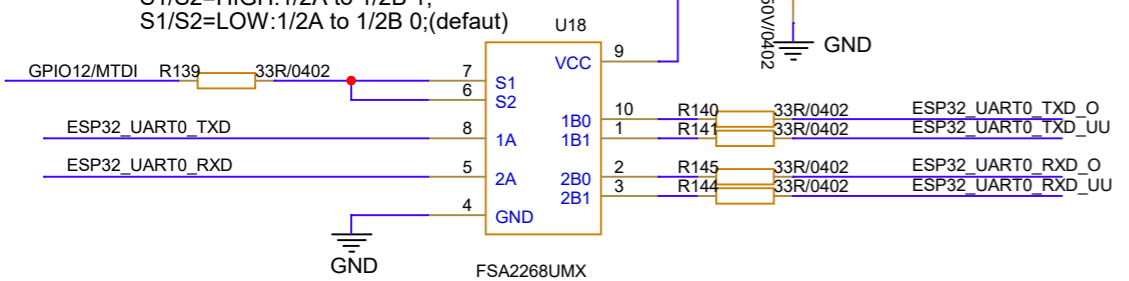 S1/S2=HIGH:1/2A to 1/2B 1;
S1/S2=LOW:1/2A to 1/2B 0;(defaut)
U18
50V/0402
GND
GPIO12/MTDI
R139
33R/0402
7
S1
6
S2
VCC
9
ESP32_UART0_TXD
8
1A
ESP32_UART0_RXD
5
2A
4
GND
GND
1B0
10
R140
33R/0402
ESP32_UART0_TXD_O
1B1
1
R141
33R/0402
ESP32_UART0_TXD_UU
2B0
2
R145
33R/0402
ESP32_UART0_RXD_O
2B1
3
R144
33R/0402
ESP32_UART0_RXD_UU
FSA2268UMX